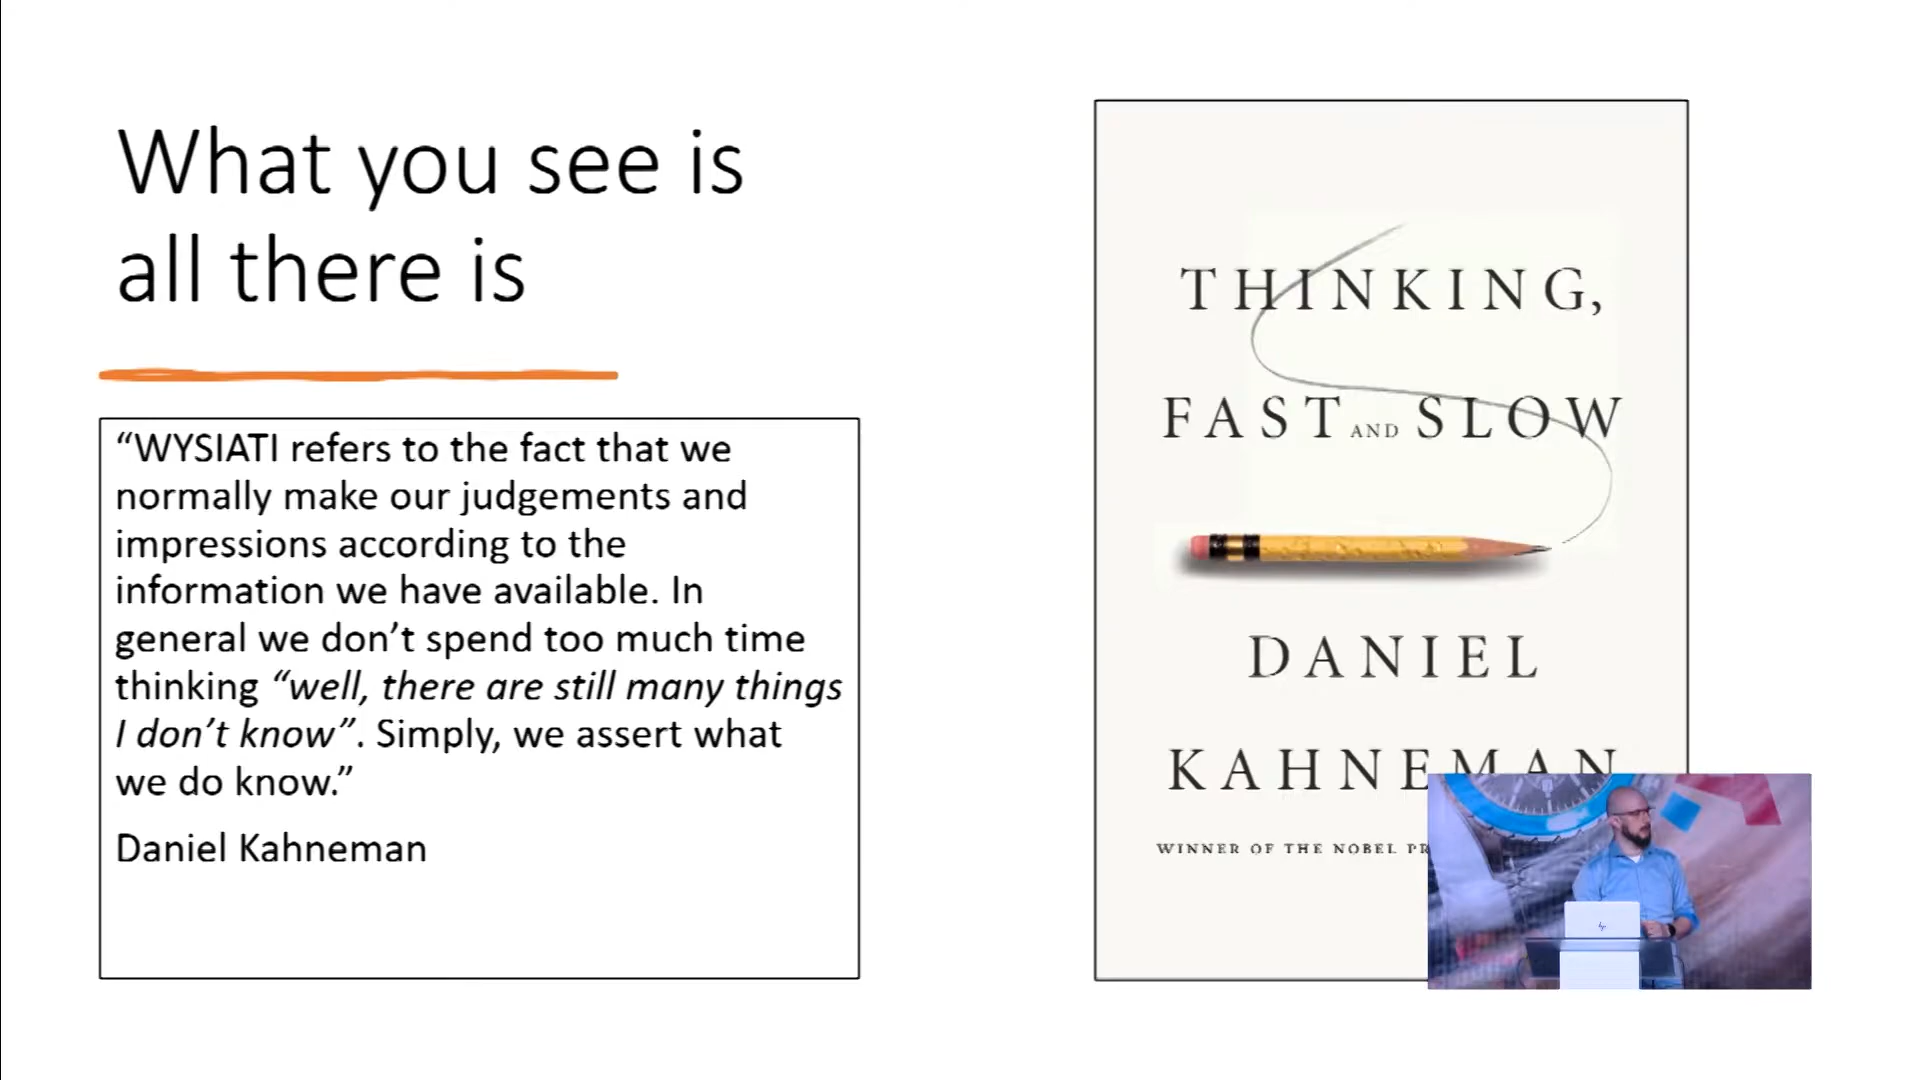 What you see is
all there is
“WYSIATI refers to the fact that we
normally make our judgements and
impressions according to the
information we have available. In
general we don’t spend too much time
thinking “well, there are still many things
I don’t know”. Simply, we assert what
we do know.”
Daniel Kahneman
THINKING,
FAST AND SLOW
DANIEL
KAHNEMAN
WINNER OF THE NOBEL PR
hp